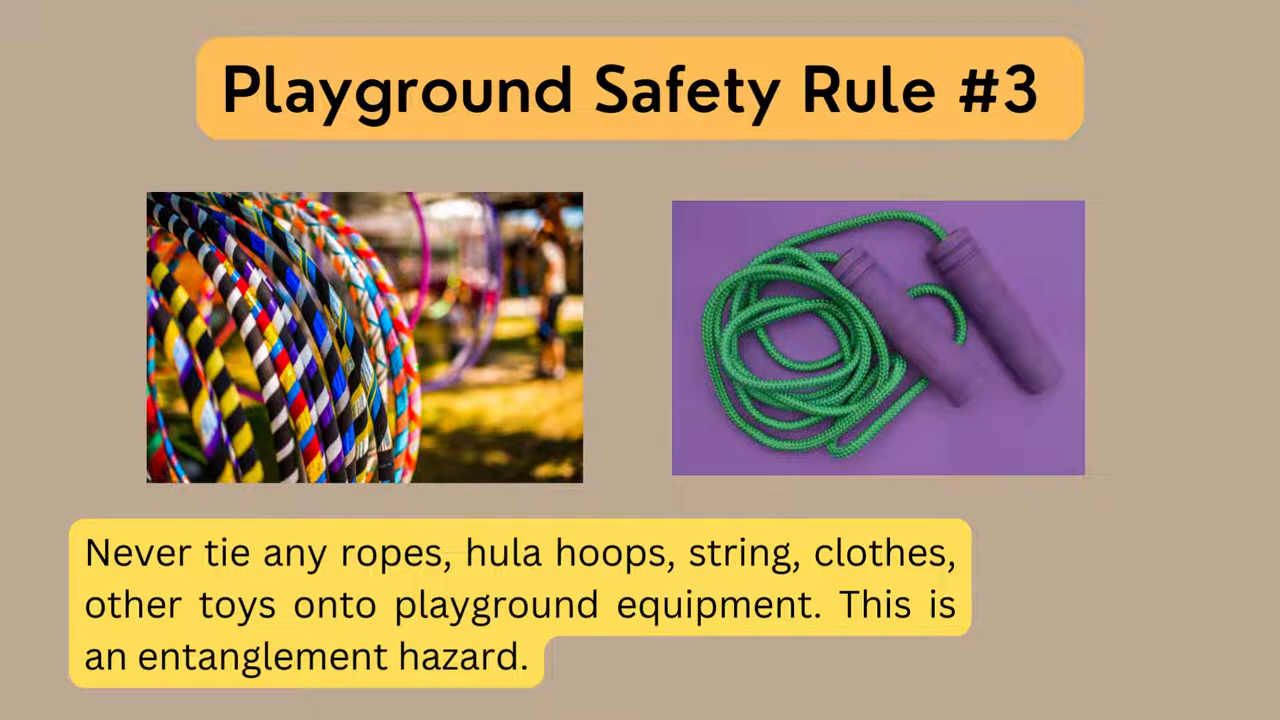 Playground Safety Rule #3
Never tie any ropes, hula hoops, string, clothes,
other toys onto playground equipment. This is
an entanglement hazard.